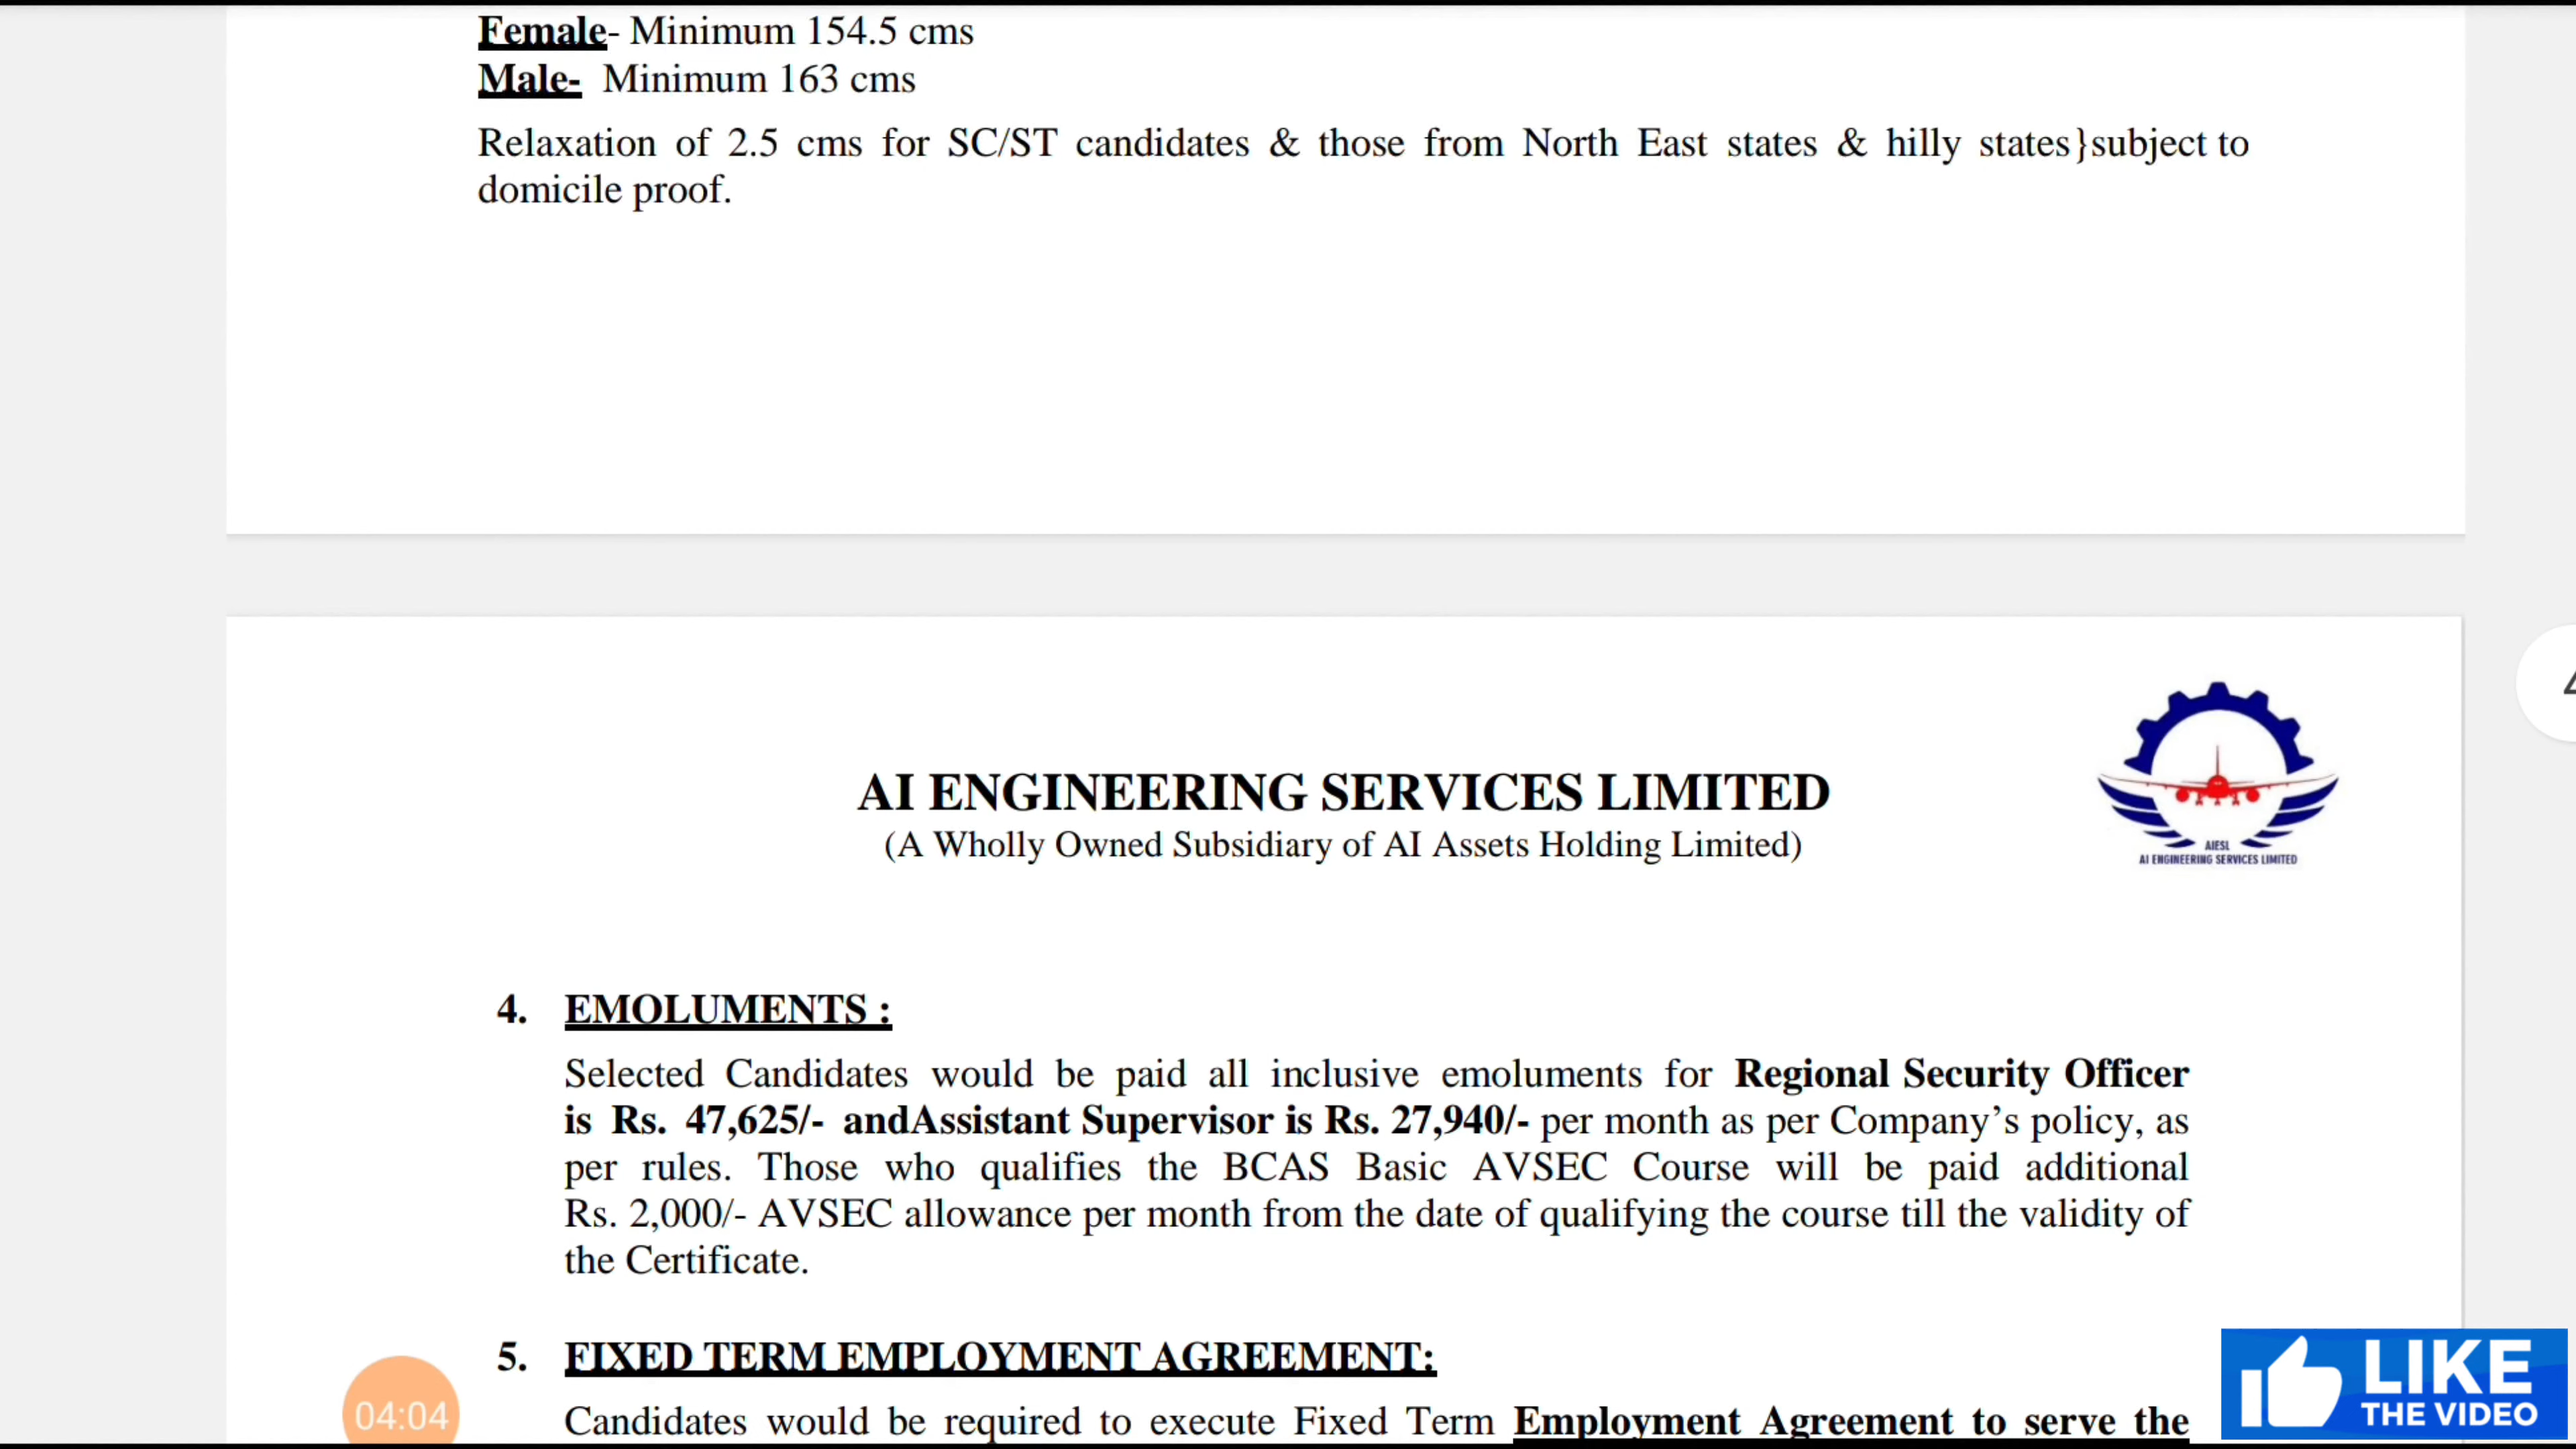 Female- Minimum 154.5 cms
Male- Minimum 163 cms
Relaxation of 2.5 cms for SC/ST candidates & those from North East states & hilly states}subject to
domicile proof.
AI ENGINEERING SERVICES LIMITED
(A Wholly Owned Subsidiary of AI Assets Holding Limited)
AIESL
AI ENGINEERING SERVICES LIMITED
4. EMOLUMENTS :
Selected Candidates would be paid all inclusive emoluments for Regional Security Officer
is Rs. 47,625/- andAssistant Supervisor is Rs. 27,940/- per month as per Company’s policy, as
per rules. Those who qualifies the BCAS Basic AVSEC Course will be paid additional
Rs. 2,000/- AVSEC allowance per month from the date of qualifying the course till the validity of
the Certificate.
5. FIXED TERM EMPLOYMENT AGREEMENT:
Candidates would be required to execute Fixed Term Employment Agreement to serve the
04:04
LIKE
THE VIDEO